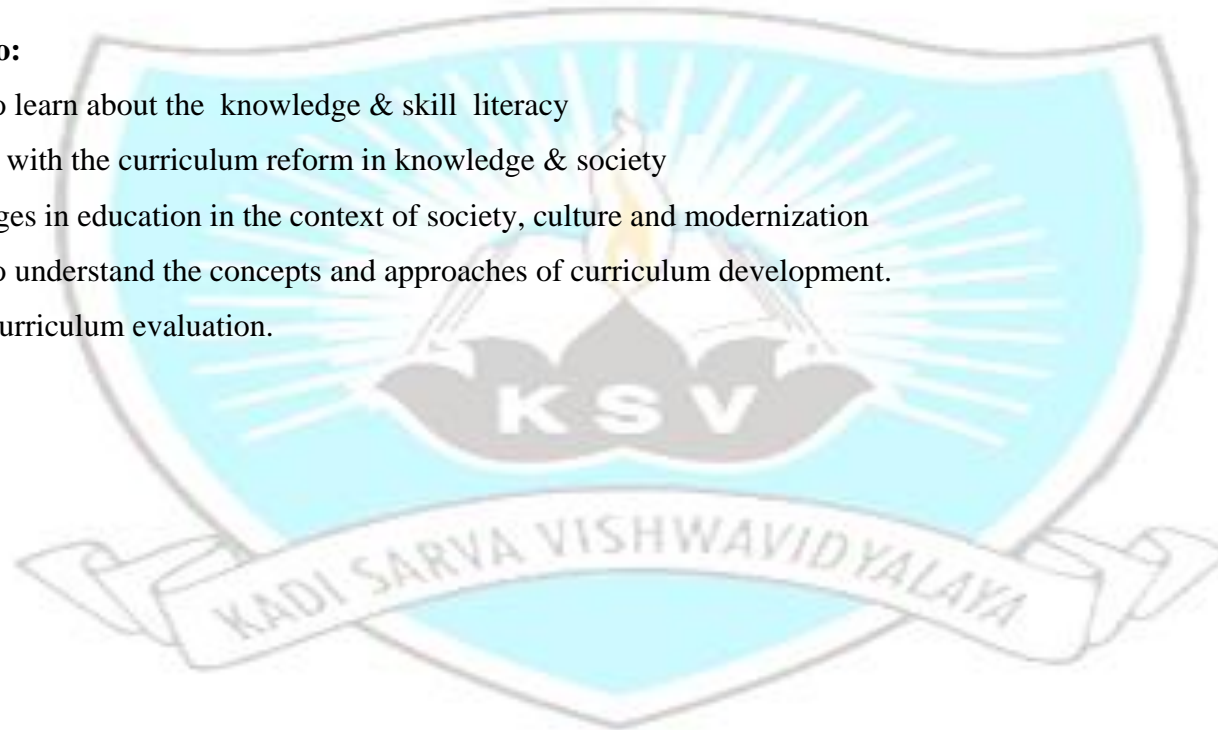 o:
o learn about the knowledge & skill literacy
with the curriculum reform in knowledge & society
ges in education in the context of society, culture and modernization
o understand the concepts and approaches of curriculum development.
urriculum evaluation.
KSV
KADI SARVA VISHWAVIDYALAYA